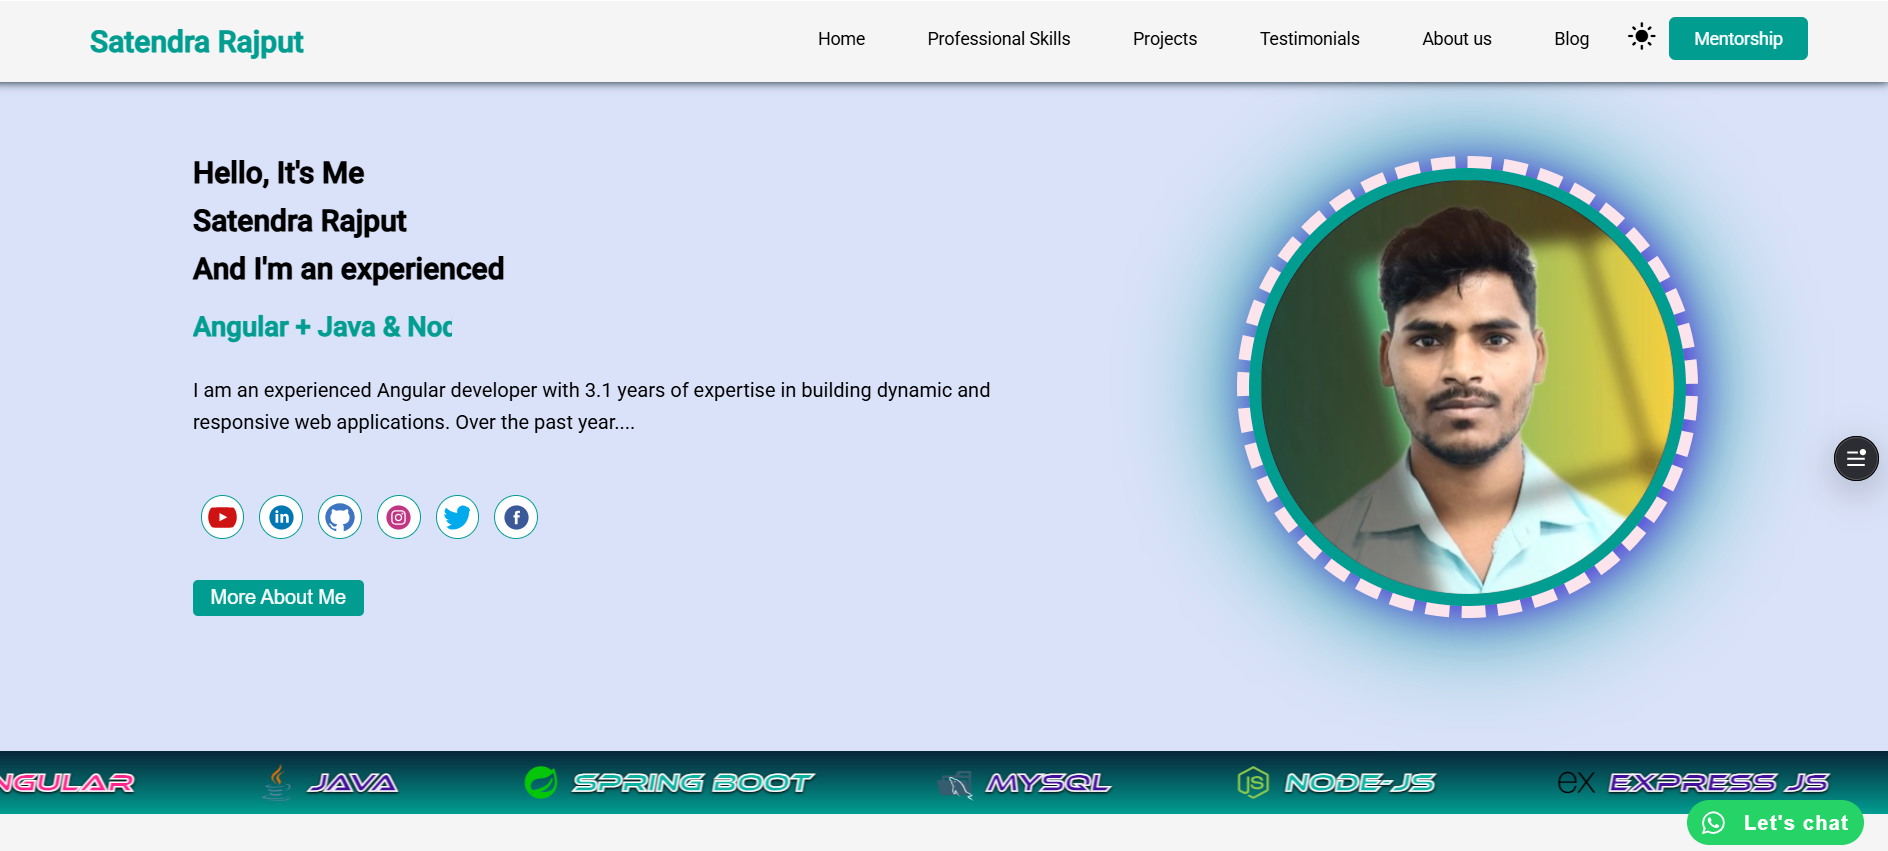 Satendra Rajput
Home Professional Skills Projects Testimonials About us Blog Mentorship
Hello, It's Me
Satendra Rajput
And I'm an experienced
Angular + Java & Noc
I am an experienced Angular developer with 3.1 years of expertise in building dynamic and
responsive web applications. Over the past year....
More About Me
NGULAR JAVA SPRING BOOT MYSQL JS NODE-JS ex EXPRESS JS
Let's chat